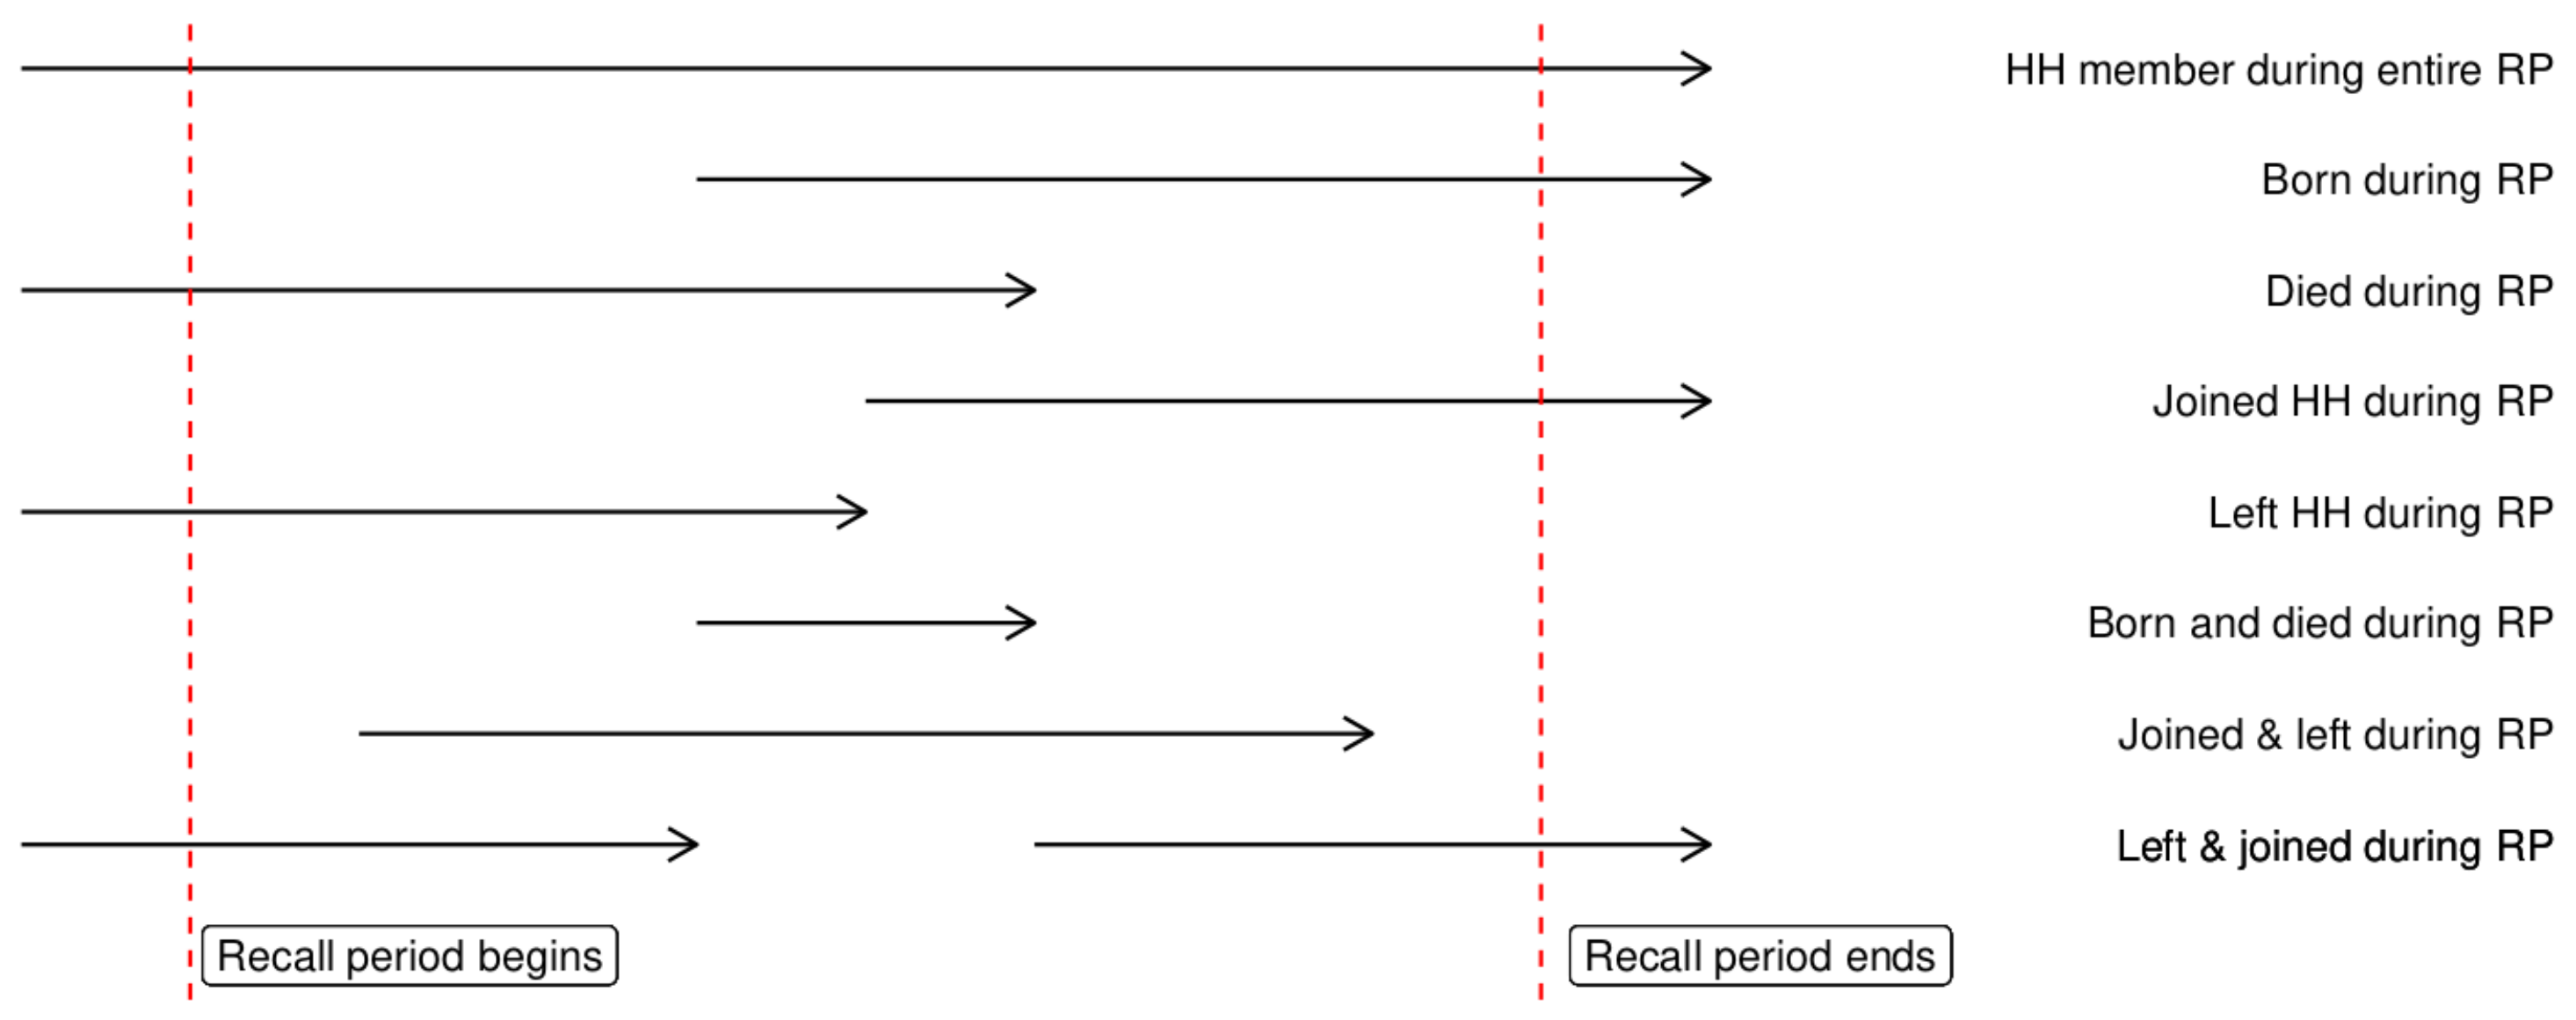 HH member during entire RP
Born during RP
Died during RP
Joined HH during RP
Left HH during RP
Born and died during RP
Joined & left during RP
Left & joined during RP
Recall period begins
Recall period ends